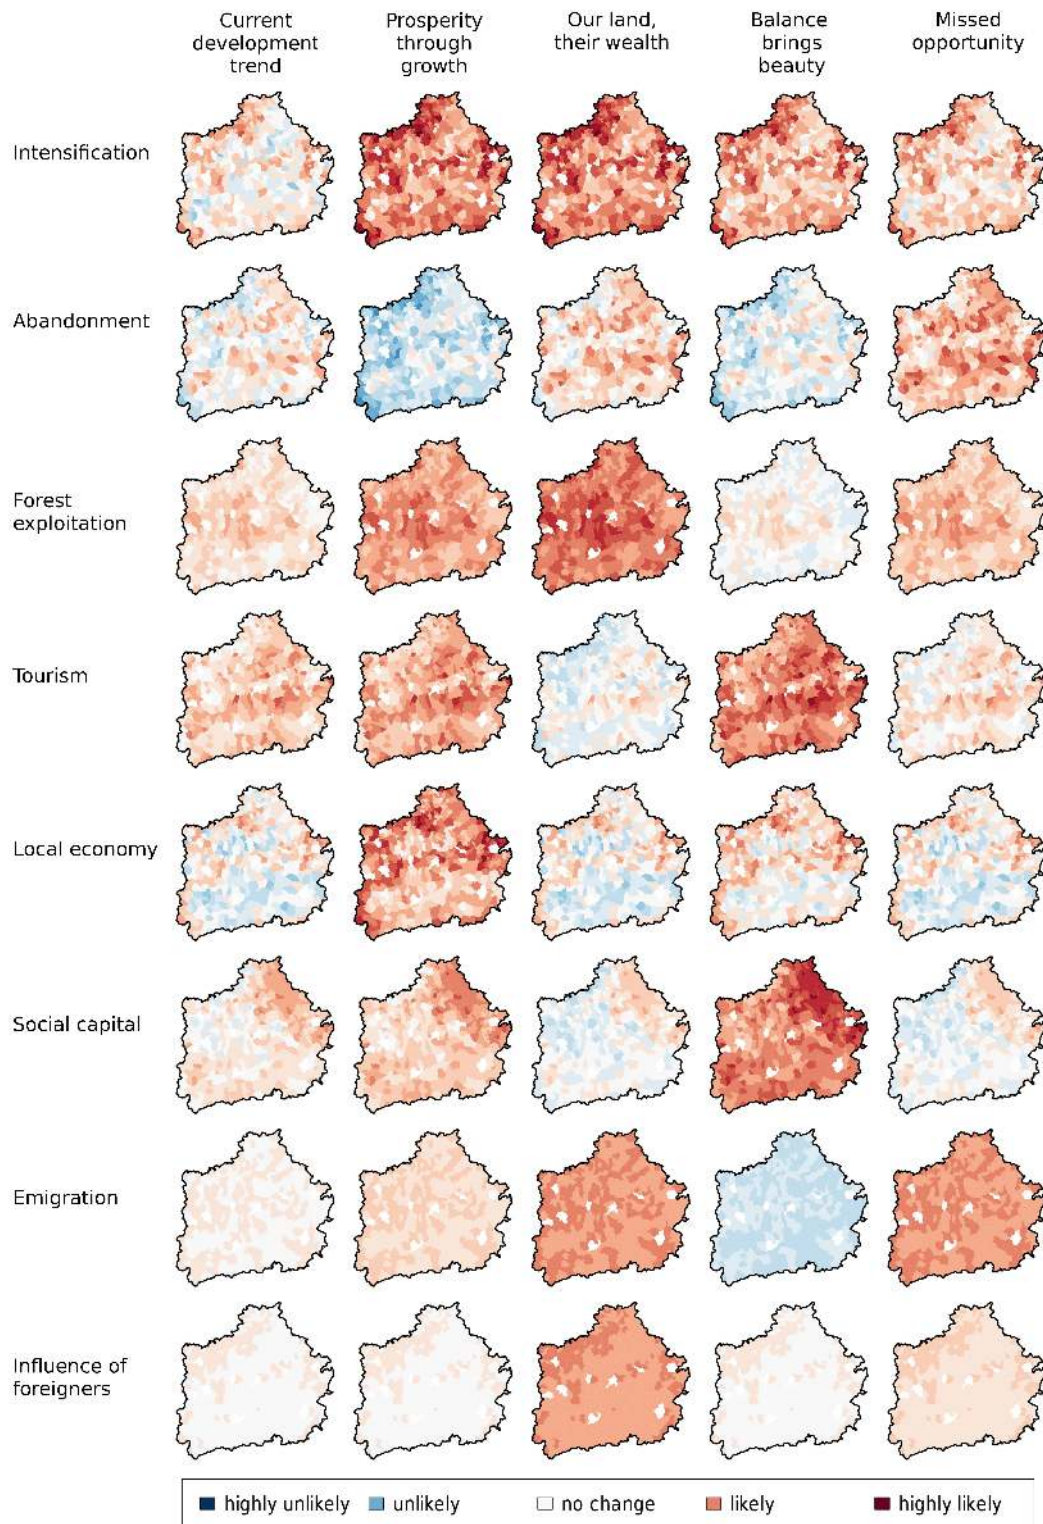 Current
development
trend
Prosperity
through
growth
Our land,
their wealth
Balance
brings
beauty
Missed
opportunity
Intensification
Abandonment
Forest
exploitation
Tourism
Local economy
Social capital
Emigration
Influence of
foreigners
highly unlikely unlikely no change likely highly likely